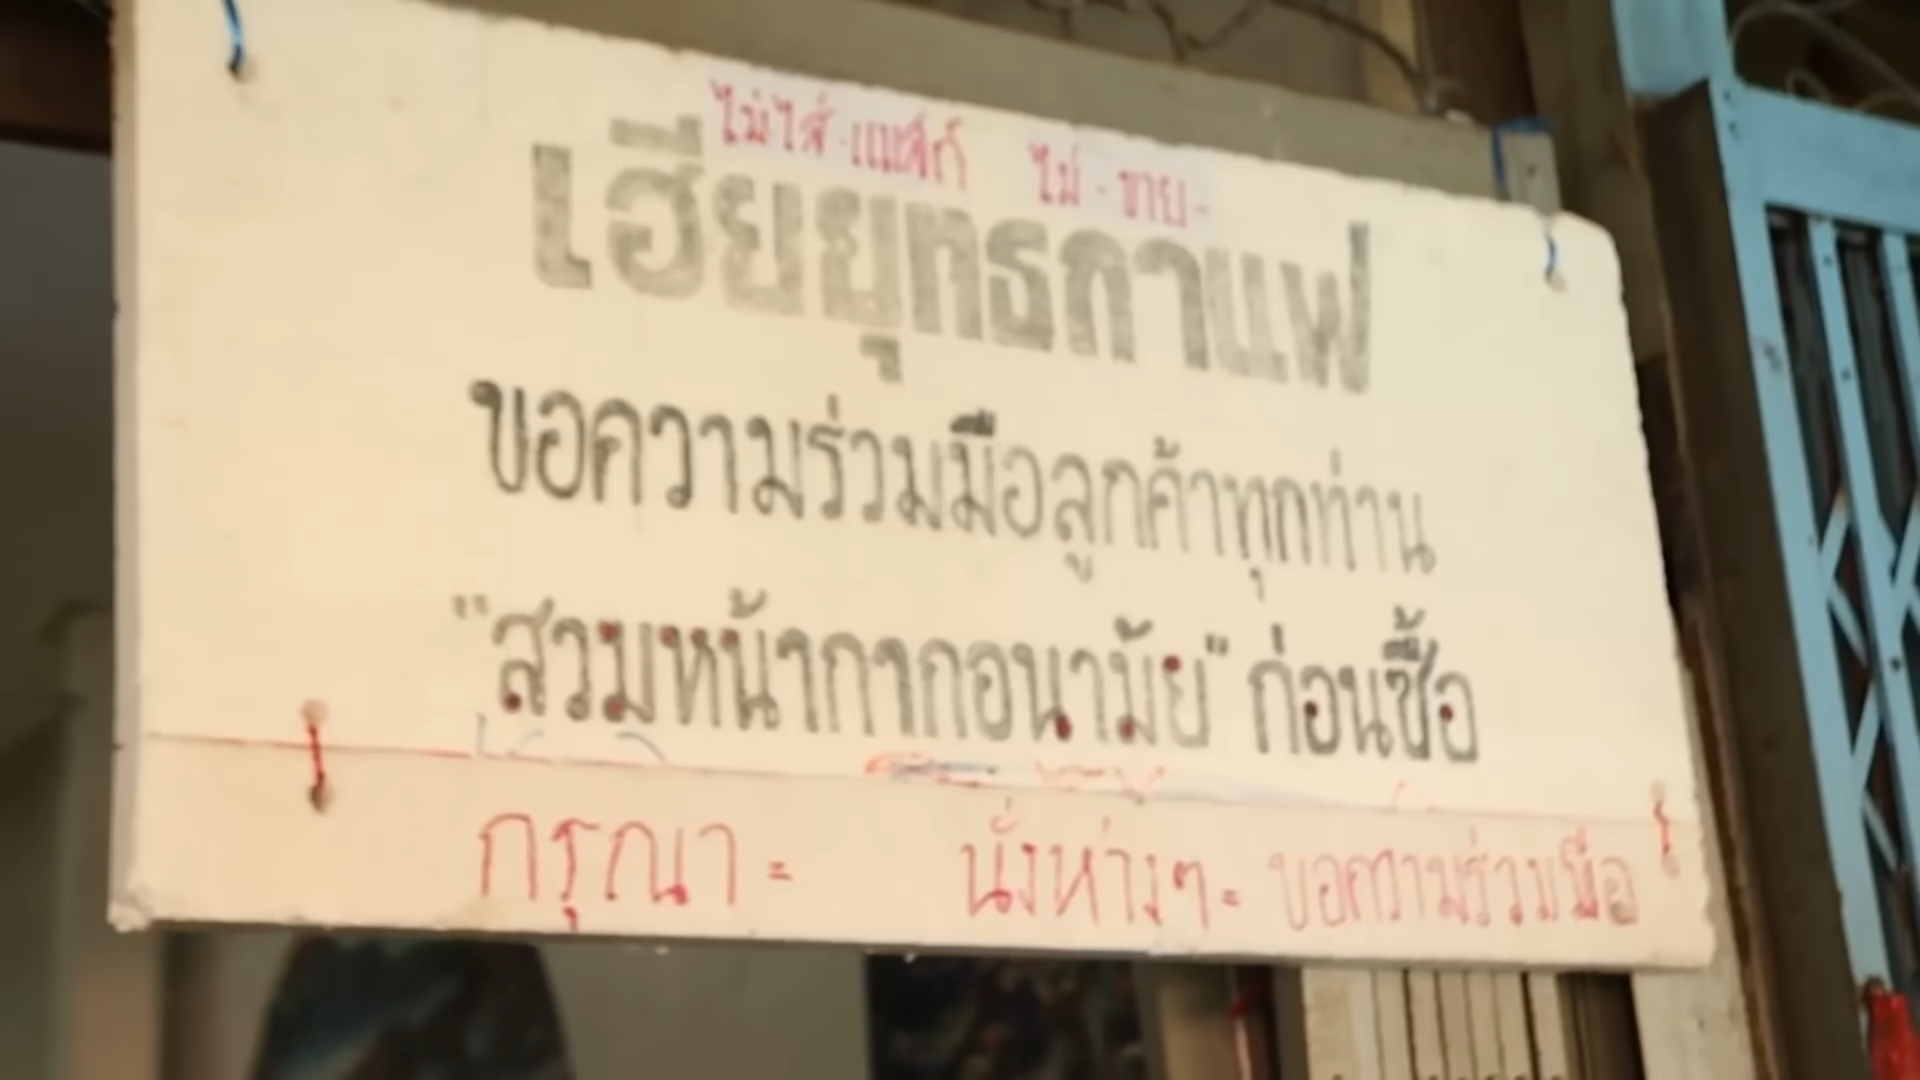 ไม่ใส่แมสก์ ไม่-ขาย-
เฮียยุทธกาแฟ
ขอความร่วมมือลูกค้าทุกท่าน
"สวมหน้ากากอนามัย" ก่อนซื้อ
กรุณา= นั่งห่างๆ= ขอความร่วมมือ